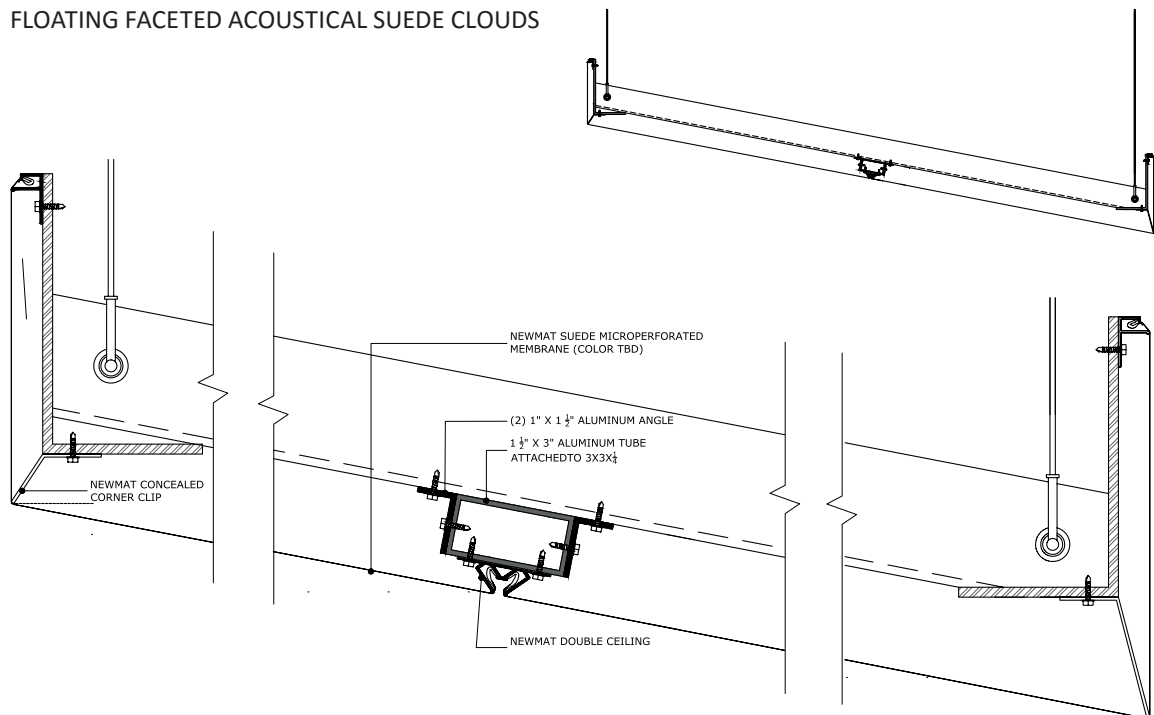 FLOATING FACETED ACOUSTICAL SUEDE CLOUDS
NEWMAT SUEDE MICROPERFORATED
MEMBRANE (COLOR TBD)
(2) 1" X 1 ½" ALUMINUM ANGLE
1 ½" X 3" ALUMINUM TUBE
ATTACHEDTO 3X3X¼
NEWMAT CONCEALED
CORNER CLIP
NEWMAT DOUBLE CEILING